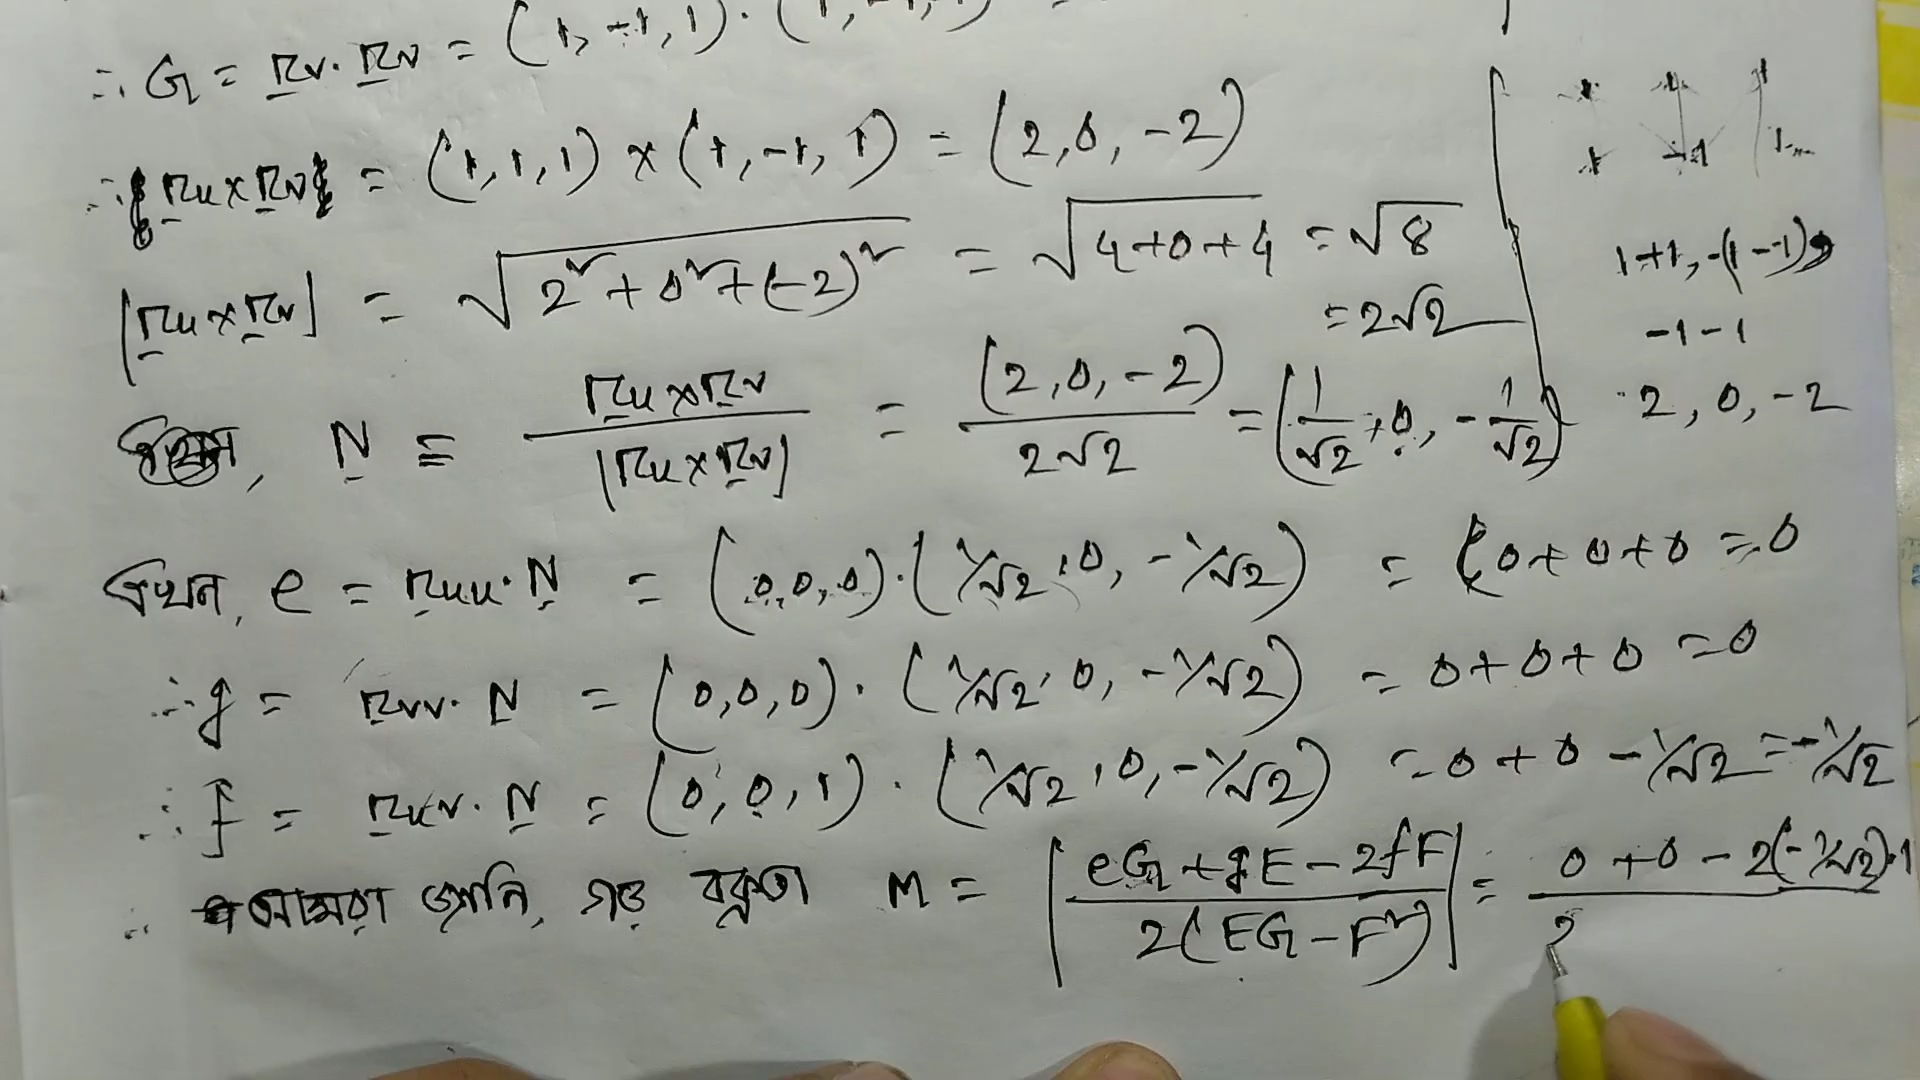 ∴ G = r̲v · r̲v = (1, -1, 1) · (1, -1, 1) =
∴ r̲u × r̲v = (1, 1, 1) × (1, -1, 1) = (2, 0, -2)
|r̲u × r̲v| = √(2² + 0² + (-2)²) = √(4+0+4) = √8
= 2√2
1+1, -(1-1),
-1-1
2, 0, -2
N̲ = (r̲u × r̲v)/|r̲u × r̲v| = (2, 0, -2)/2√2 = (1/√2, 0, -1/√2)
এখন, e = r̲uu · N̲ = (0, 0, 0) · (1/√2, 0, -1/√2) = 0+0+0 = 0
∴ g = r̲vv · N̲ = (0, 0, 0) · (1/√2, 0, -1/√2) = 0+0+0 = 0
∴ f = r̲uv · N̲ = (0, 0, 1) · (1/√2, 0, -1/√2) = 0+0-1/√2 = -1/√2
∴ আমরা জানি, গড় বক্রতা M = |(eG + gE - 2fF)/2(EG - F²)| = (0+0-2(-1/√2)·1)/2